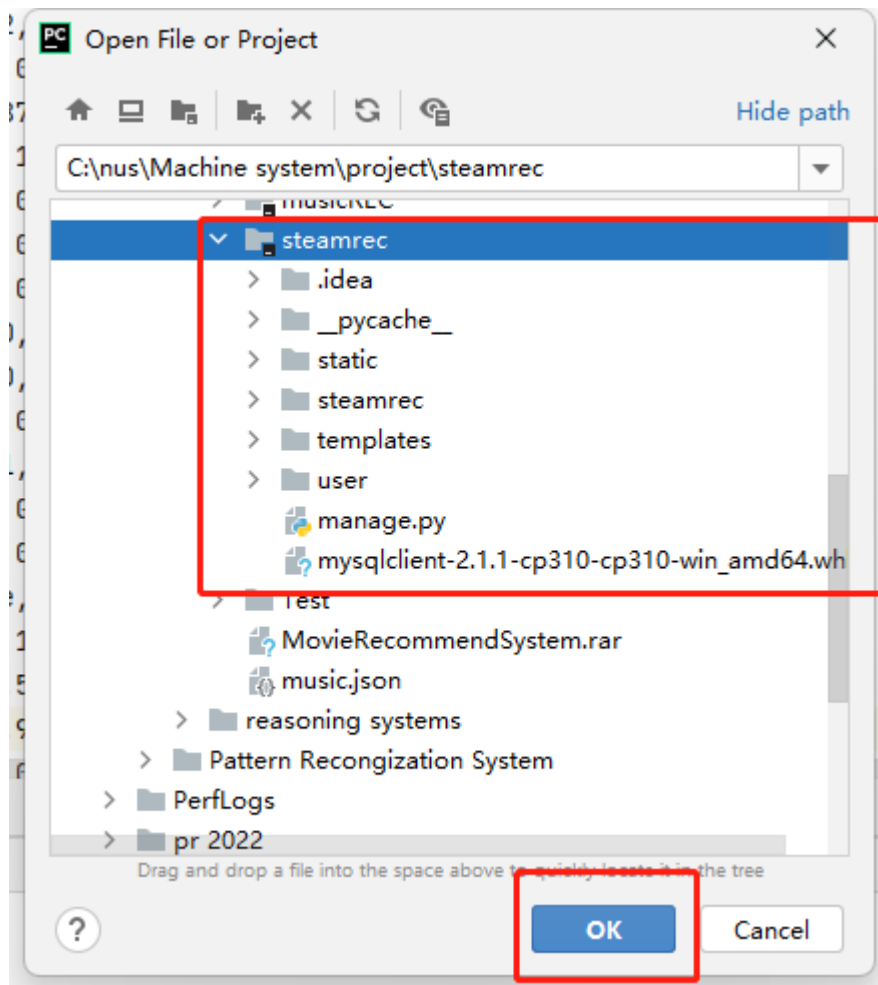 PC Open File or Project
Hide path
C:\nus\Machine system\project\steamrec
musicREC
steamrec
.idea
__pycache__
static
steamrec
templates
user
manage.py
mysqlclient-2.1.1-cp310-cp310-win_amd64.wh
Test
MovieRecommendSystem.rar
music.json
reasoning systems
Pattern Recongization System
PerfLogs
pr 2022
Drag and drop a file into the space above to quickly locate it in the tree
?
OK
Cancel